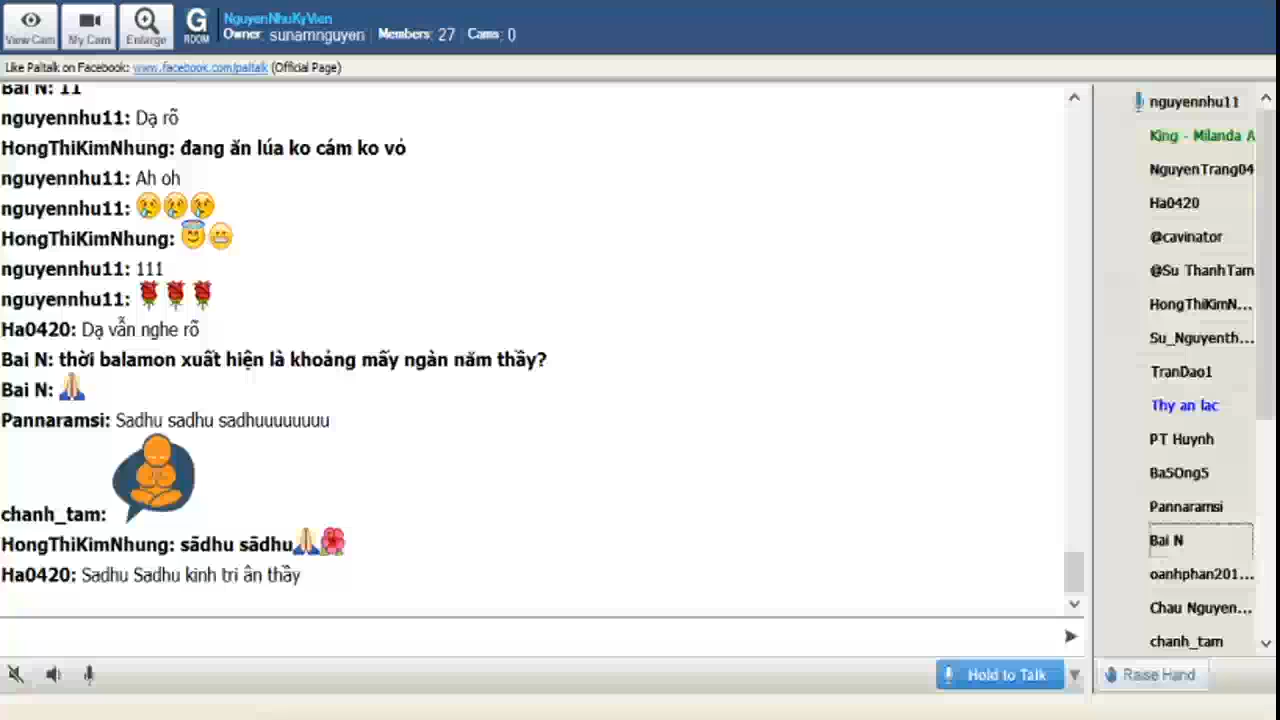 View Cam
My Cam
Enlarge
G
ROOM
NguyenNhuKyVien
Owner: sunamnguyen | Members: 27 | Cams: 0
Like Paltalk on Facebook: www.facebook.com/paltalk (Official Page)
Bai N: 11
nguyennhu11: Dạ rõ
HongThiKimNhung: đang ăn lúa ko cám ko vỏ
nguyennhu11: Ah oh
nguyennhu11: 😢😢😢
HongThiKimNhung: 😇😁
nguyennhu11: 111
nguyennhu11: 🌹🌹🌹
Ha0420: Dạ vẫn nghe rõ
Bai N: thời balamon xuất hiện là khoảng mấy ngàn năm thầy?
Bai N: 🙏
Pannaramsi: Sadhu sadhu sadhuuuuuuuu
chanh_tam:
HongThiKimNhung: sādhu sādhu🙏🌺
Ha0420: Sadhu Sadhu kinh tri ân thầy
nguyennhu11
King - Milanda A
NguyenTrang04
Ha0420
@cavinator
@Su ThanhTam
HongThiKimN...
Su_Nguyenth...
TranDao1
Thy an lac
PT Huynh
Ba5Ong5
Pannaramsi
Bai N
oanhphan201...
Chau Nguyen...
chanh_tam
Hold to Talk
Raise Hand